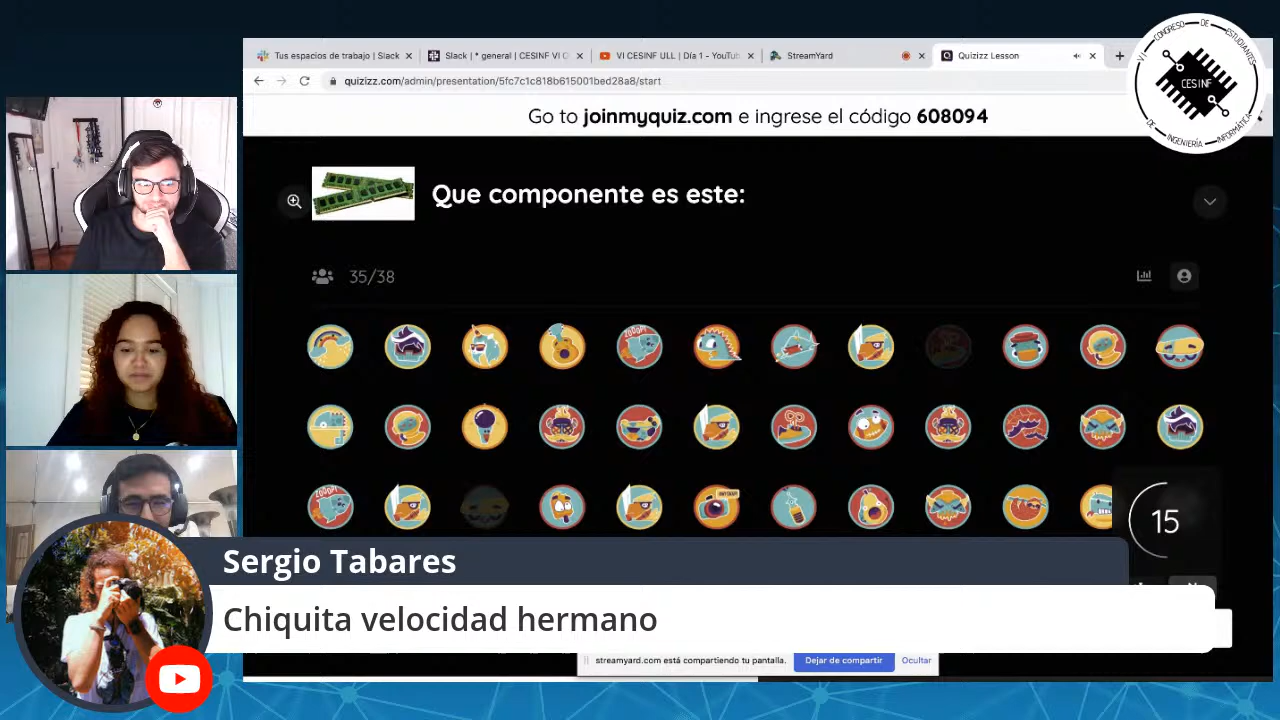 Tus espacios de trabajo | Slack
Slack | * general | CESINF VI C
VI CESINF ULL | Día 1 - YouTub
StreamYard
Quizizz Lesson
quizizz.com/admin/presentation/5fc7c1c818b615001bed28a8/start
VI CONGRESO DE ESTUDIANTES
CESINF
DE INGENIERÍA INFORMÁTICA
Go to joinmyquiz.com e ingrese el código 608094
Que componente es este:
35/38
15
Sergio Tabares
Chiquita velocidad hermano
streamyard.com está compartiendo tu pantalla.
Dejar de compartir
Ocultar